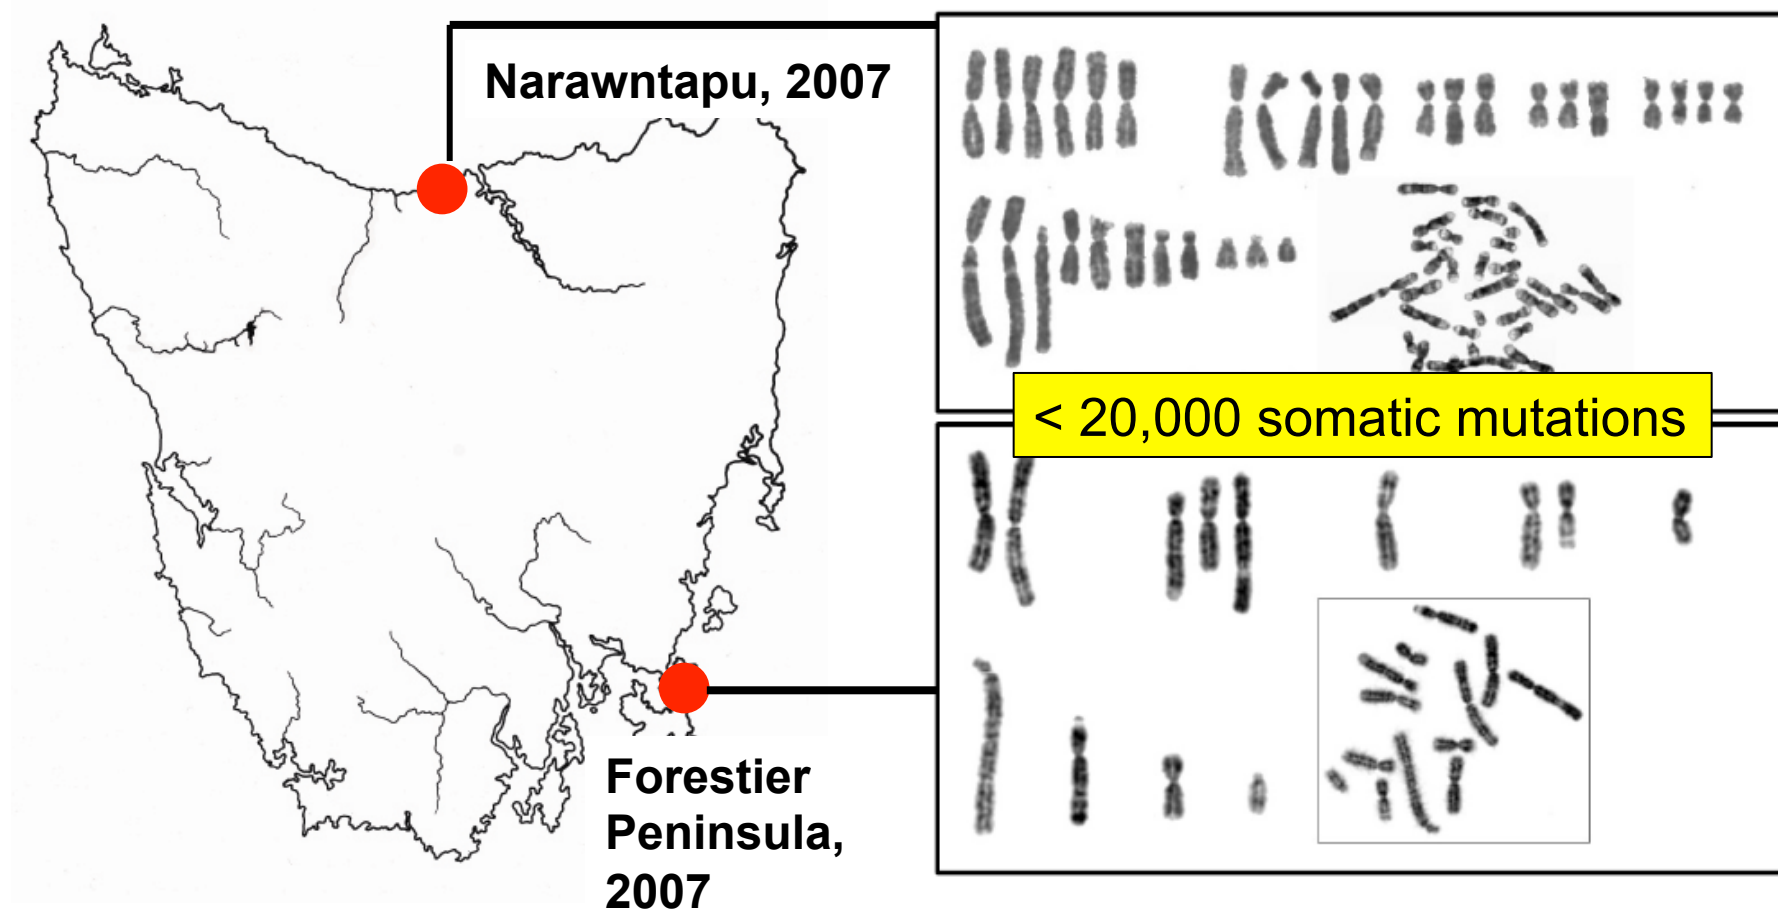 Narawntapu, 2007
< 20,000 somatic mutations
Forestier
Peninsula,
2007